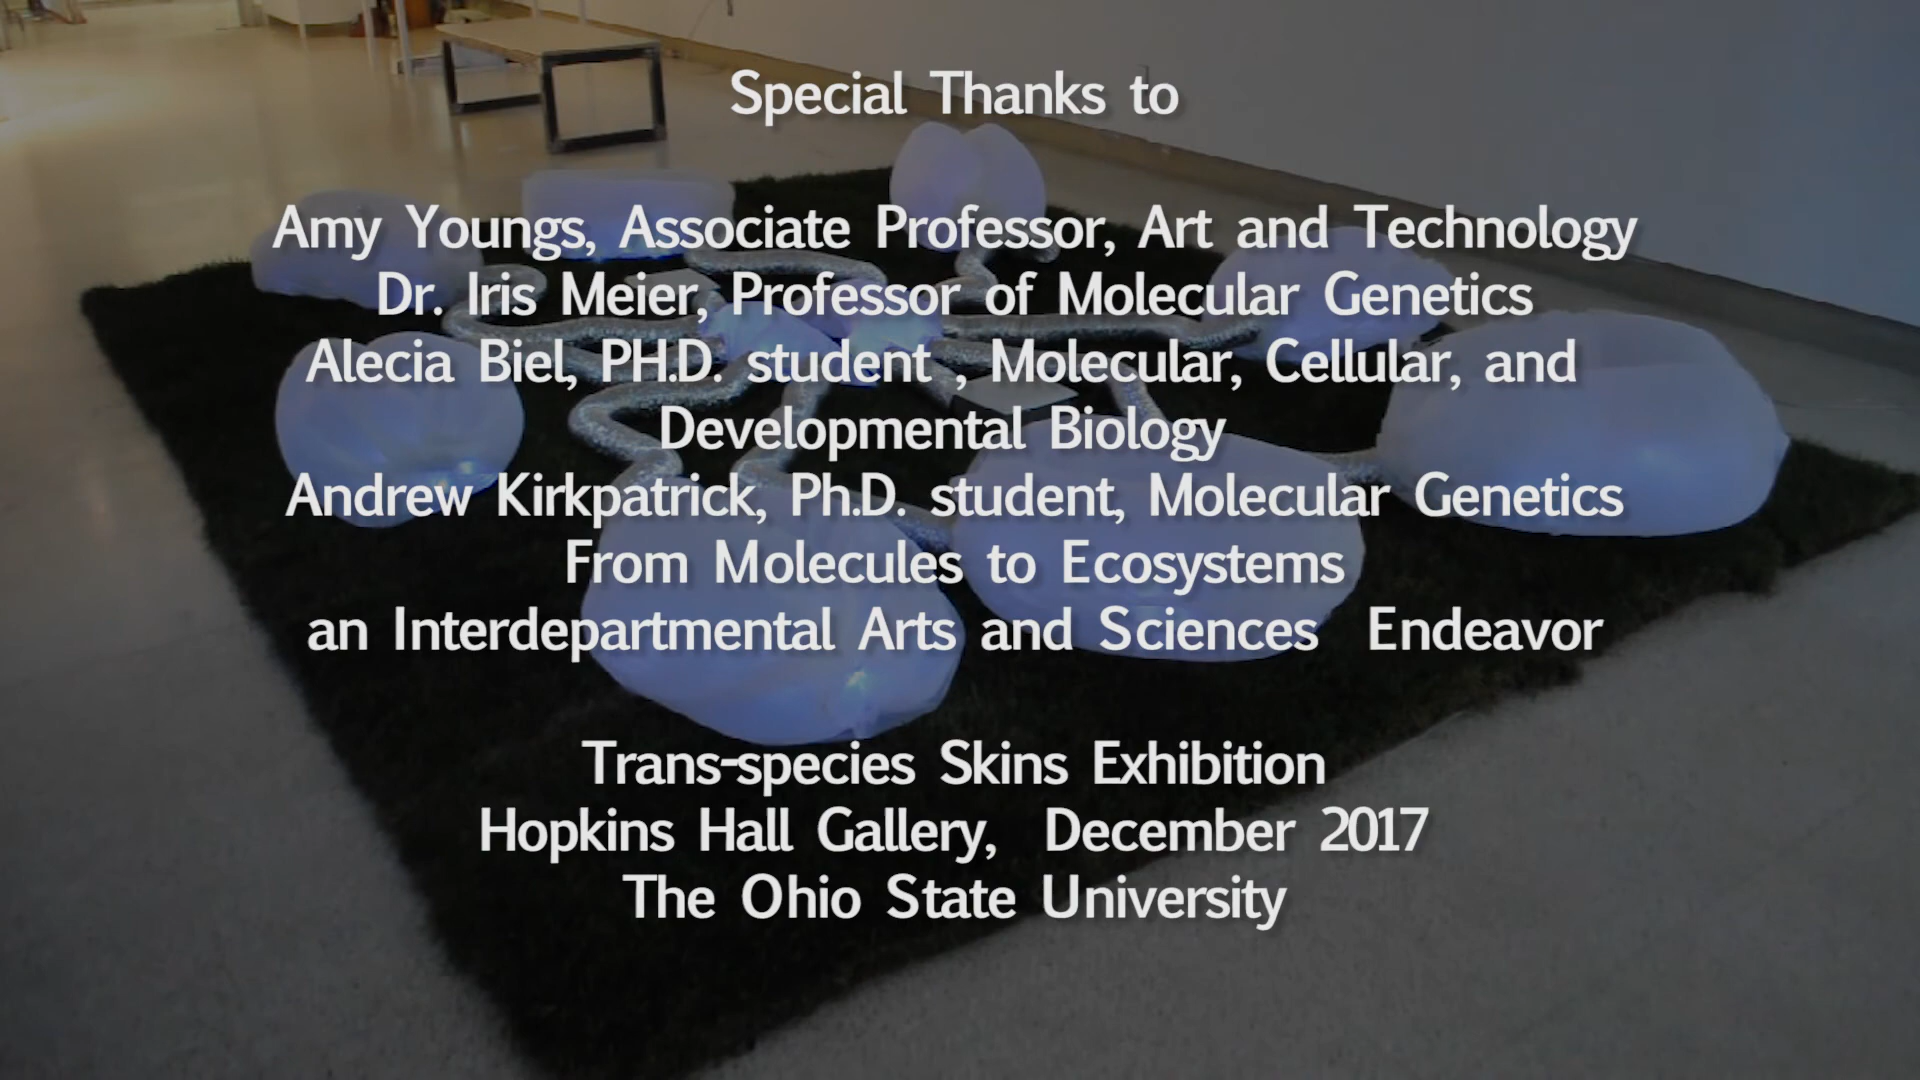 Special Thanks to
Amy Youngs, Associate Professor, Art and Technology
Dr. Iris Meier, Professor of Molecular Genetics
Alecia Biel, PH.D. student , Molecular, Cellular, and
Developmental Biology
Andrew Kirkpatrick, Ph.D. student, Molecular Genetics
From Molecules to Ecosystems
an Interdepartmental Arts and Sciences Endeavor
Trans-species Skins Exhibition
Hopkins Hall Gallery, December 2017
The Ohio State University